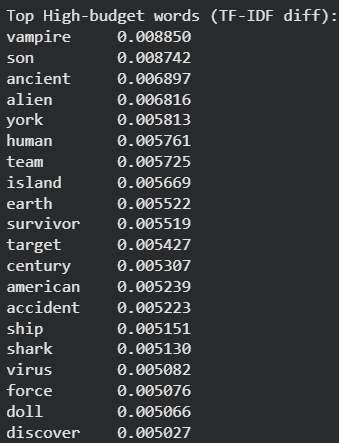 Top High-budget words (TF-IDF diff):
vampire 0.008850
son 0.008742
ancient 0.006897
alien 0.006816
york 0.005813
human 0.005761
team 0.005725
island 0.005669
earth 0.005522
survivor 0.005519
target 0.005427
century 0.005307
american 0.005239
accident 0.005223
ship 0.005151
shark 0.005130
virus 0.005082
force 0.005076
doll 0.005066
discover 0.005027